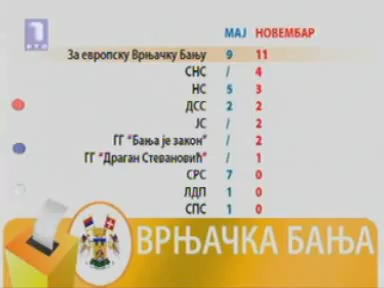 РТС
МАЈ НОВЕМБАР
За европску Врњачку Бању 9 11
СНС / 4
НС 5 3
ДСС 2 2
ЈС / 2
ГГ "Бања је закон" / 2
ГГ "Драган Стевановић" / 1
СРС 7 0
ЛДП 1 0
СПС 1 0
ВРЊАЧКА БАЊА